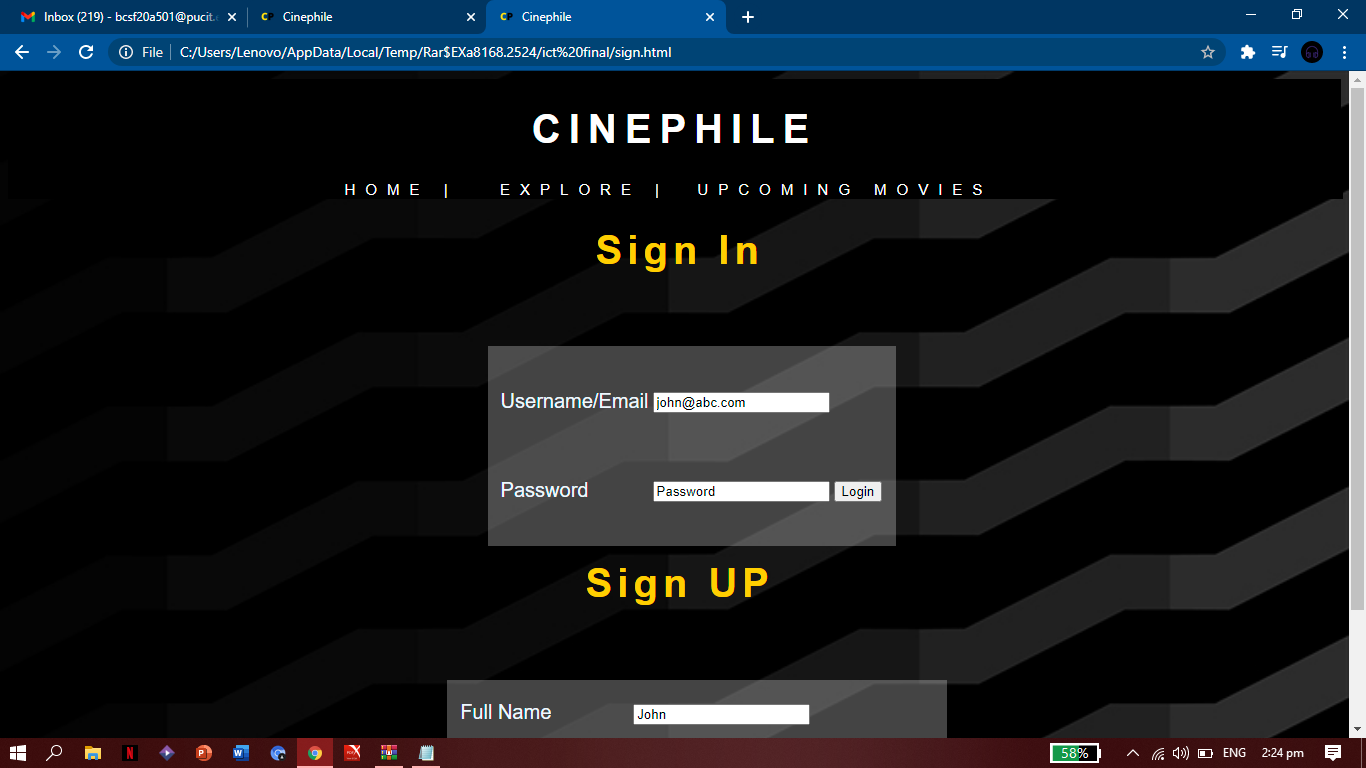 Inbox (219) - bcsf20a501@pucit.
CP Cinephile
CP Cinephile
File C:/Users/Lenovo/AppData/Local/Temp/Rar$EXa8168.2524/ict%20final/sign.html
CINEPHILE
HOME | EXPLORE | UPCOMING MOVIES
Sign In
Username/Email john@abc.com
Password Password Login
Sign UP
Full Name John
58% ENG 2:24 pm